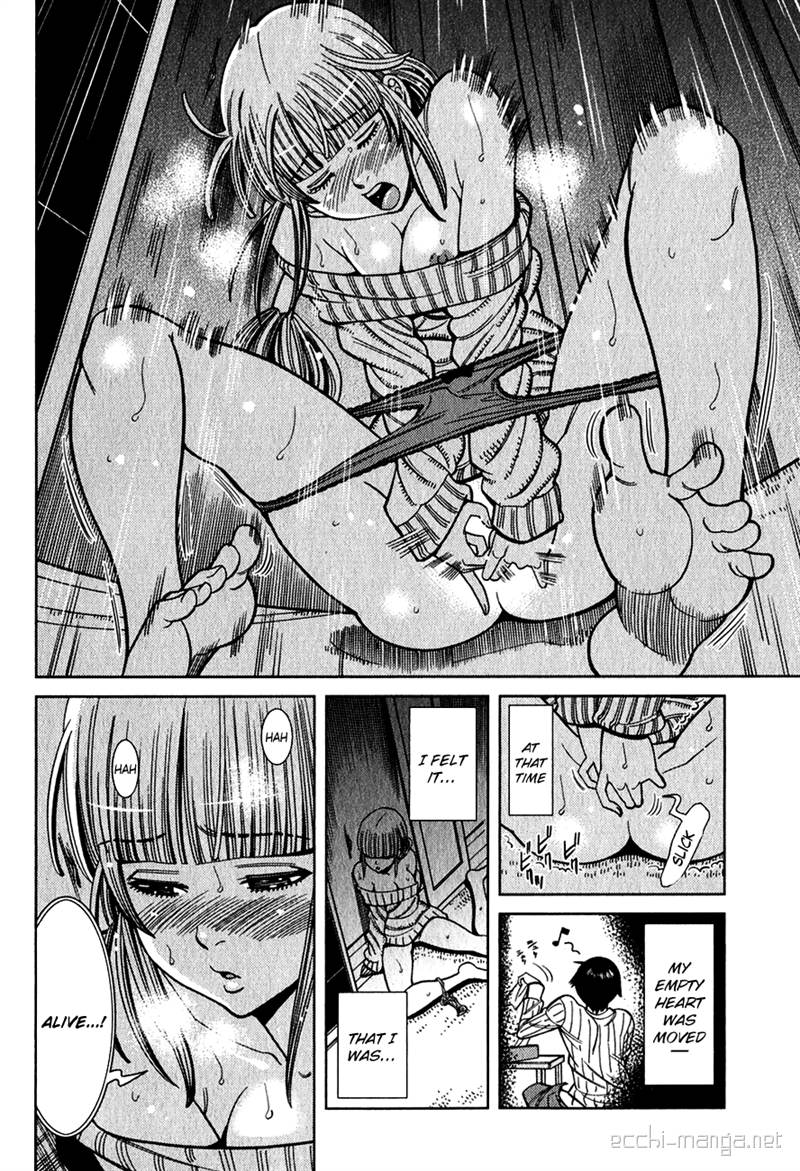 AT
THAT
TIME
SLICK
MY
EMPTY
HEART
WAS
MOVED
—
I FELT
IT...
THAT I
WAS...
HAH
HAH
ALIVE...!
ecchi-manga.net